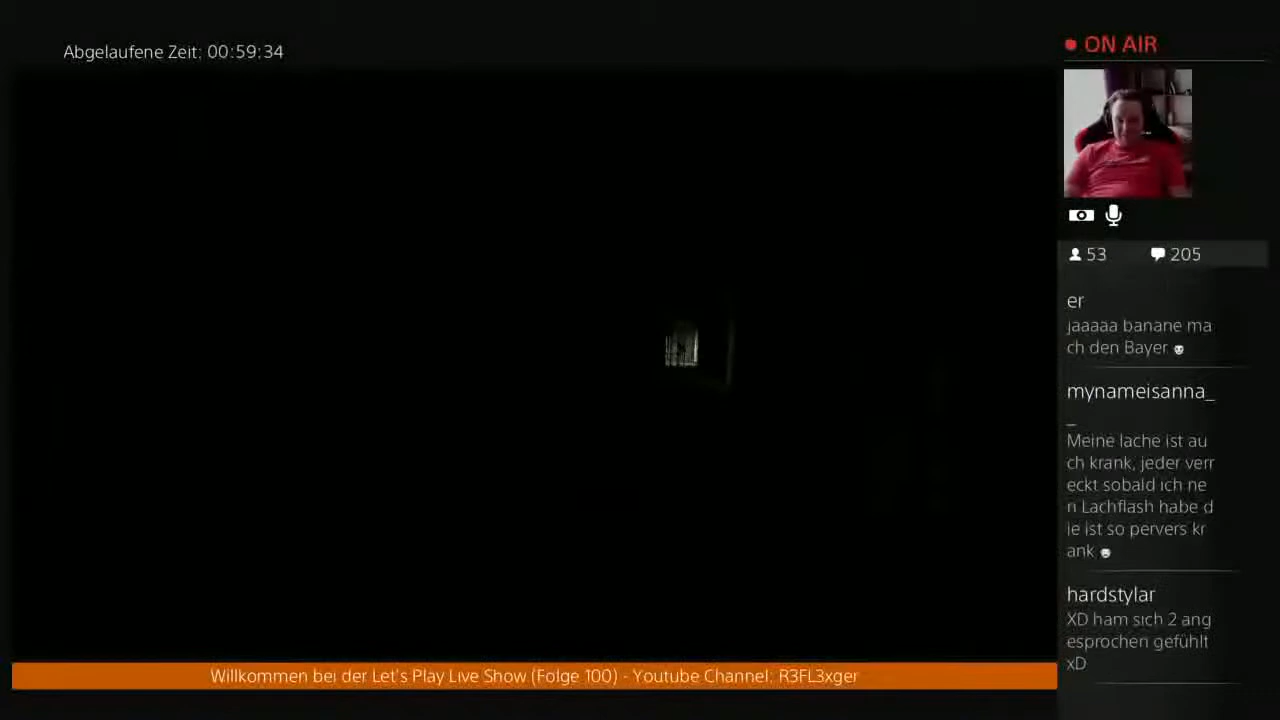 Abgelaufene Zeit: 00:59:34
ON AIR
53
205
er
jaaaaa banane ma
ch den Bayer
mynameisanna_
_
Meine lache ist au
ch krank, jeder verr
eckt sobald ich ne
n Lachflash habe d
ie ist so pervers kr
ank
hardstylar
XD ham sich 2 ang
esprochen gefühlt
xD
Willkommen bei der Let's Play Live Show (Folge 100) - Youtube Channel: R3FL3xger